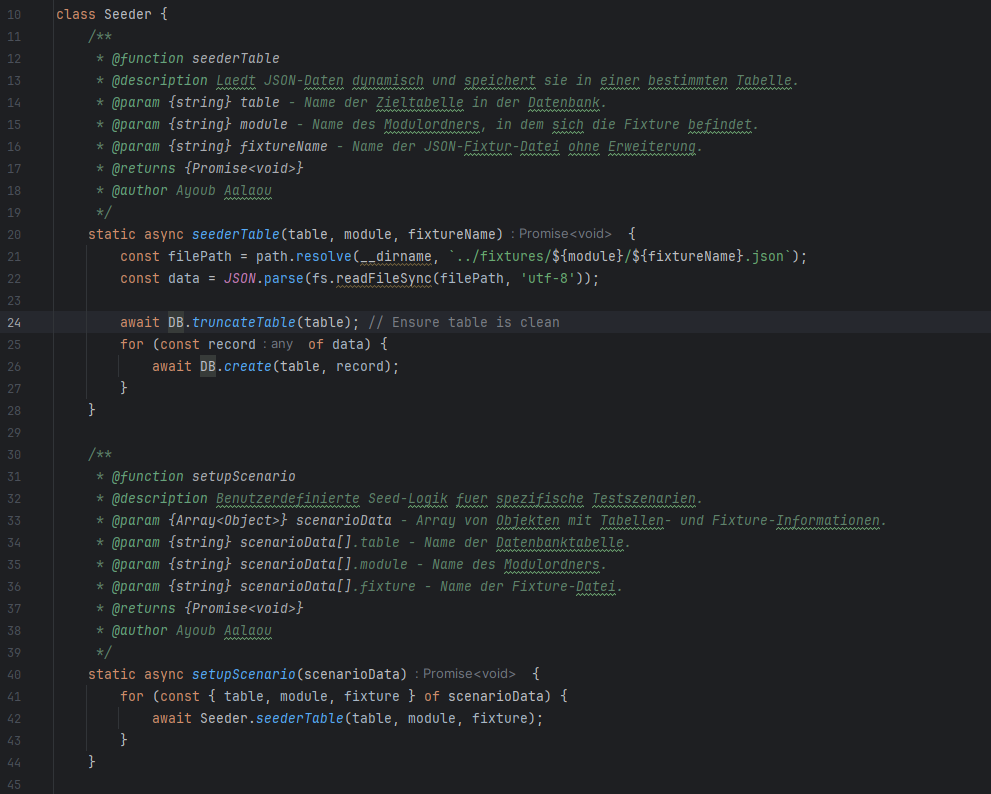 10 class Seeder {
11 /**
12 * @function seederTable
13 * @description Laedt JSON-Daten dynamisch und speichert sie in einer bestimmten Tabelle.
14 * @param {string} table - Name der Zieltabelle in der Datenbank.
15 * @param {string} module - Name des Modulordners, in dem sich die Fixture befindet.
16 * @param {string} fixtureName - Name der JSON-Fixtur-Datei ohne Erweiterung.
17 * @returns {Promise<void>}
18 * @author Ayoub Aalaou
19 */
20 static async seederTable(table, module, fixtureName) : Promise<void> {
21 const filePath = path.resolve(__dirname, `../fixtures/${module}/${fixtureName}.json`);
22 const data = JSON.parse(fs.readFileSync(filePath, 'utf-8'));
23
24 await DB.truncateTable(table); // Ensure table is clean
25 for (const record : any of data) {
26 await DB.create(table, record);
27 }
28 }
29
30 /**
31 * @function setupScenario
32 * @description Benutzerdefinierte Seed-Logik fuer spezifische Testszenarien.
33 * @param {Array<Object>} scenarioData - Array von Objekten mit Tabellen- und Fixture-Informationen.
34 * @param {string} scenarioData[].table - Name der Datenbanktabelle.
35 * @param {string} scenarioData[].module - Name des Modulordners.
36 * @param {string} scenarioData[].fixture - Name der Fixture-Datei.
37 * @returns {Promise<void>}
38 * @author Ayoub Aalaou
39 */
40 static async setupScenario(scenarioData) : Promise<void> {
41 for (const { table, module, fixture } of scenarioData) {
42 await Seeder.seederTable(table, module, fixture);
43 }
44 }
45